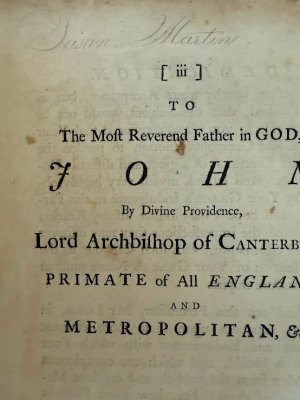 Susan Martin
[ iii ]
TO
The Moſt Reverend Father in GOD,
JOH
By Divine Providence,
Lord Archbiſhop of CANTERB
PRIMATE of All ENGLAN
AND
METROPOLITAN, &